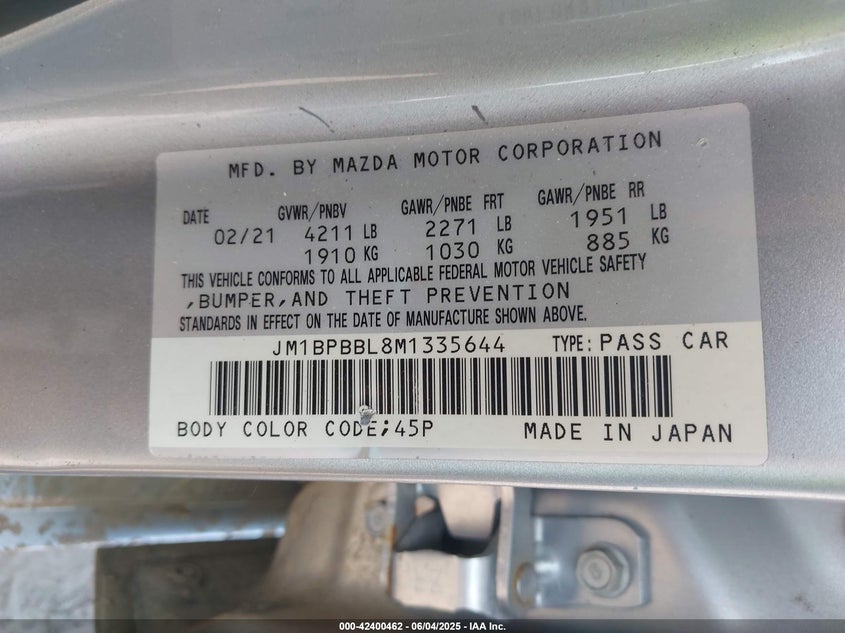 MFD. BY MAZDA MOTOR CORPORATION
DATE GVWR/PNBV GAWR/PNBE FRT GAWR/PNBE RR
02/21 4211 LB 2271 LB 1951 LB
1910 KG 1030 KG 885 KG
THIS VEHICLE CONFORMS TO ALL APPLICABLE FEDERAL MOTOR VEHICLE SAFETY
,BUMPER,AND THEFT PREVENTION
STANDARDS IN EFFECT ON THE DATE OF MANUFACTURE SHOWN ABOVE.
JM1BPBBL8M1335644 TYPE: PASS CAR
BODY COLOR CODE;45P MADE IN JAPAN
000-42400462 - 06/04/2025 - IAA Inc.